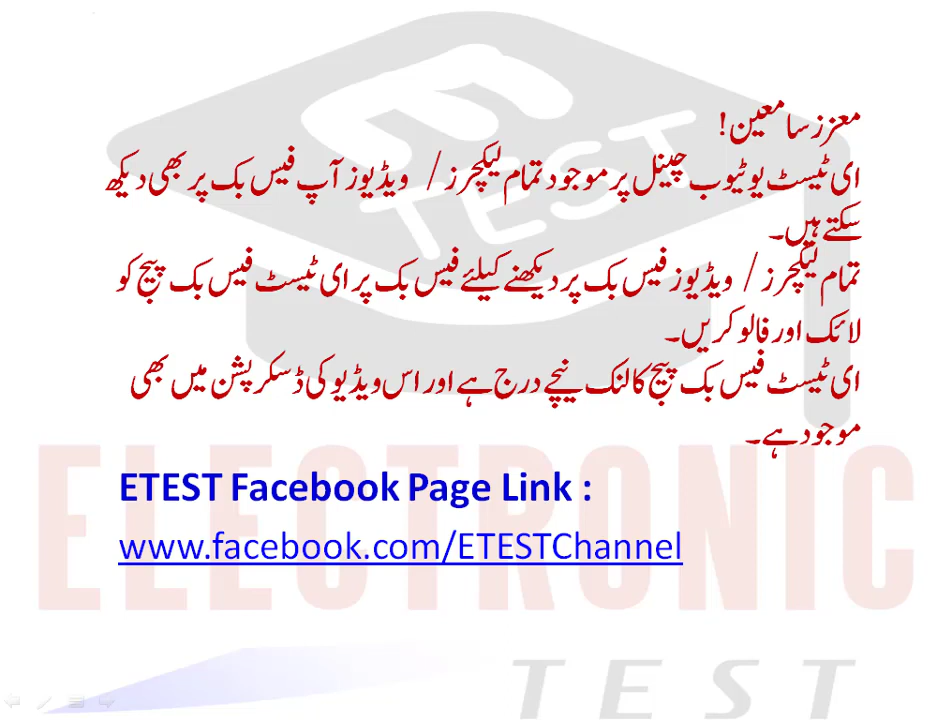 معزز سامعین!
ای ٹیسٹ یوٹیوب چینل پر موجود تمام لیکچرز / ویڈیوز آپ فیس بک پر بھی دیکھ
سکتے ہیں۔
تمام لیکچرز / ویڈیوز فیس بک پر دیکھنے کیلئے فیس بک پر ای ٹیسٹ فیس بک پیج کو
لائک اور فالو کریں۔
ای ٹیسٹ فیس بک پیج کا لنک نیچے درج ہے اور اس ویڈیو کی ڈسکرپشن میں بھی
موجود ہے۔
ETEST Facebook Page Link :
www.facebook.com/ETESTChannel
E
TEST
ELECTRONIC
TEST